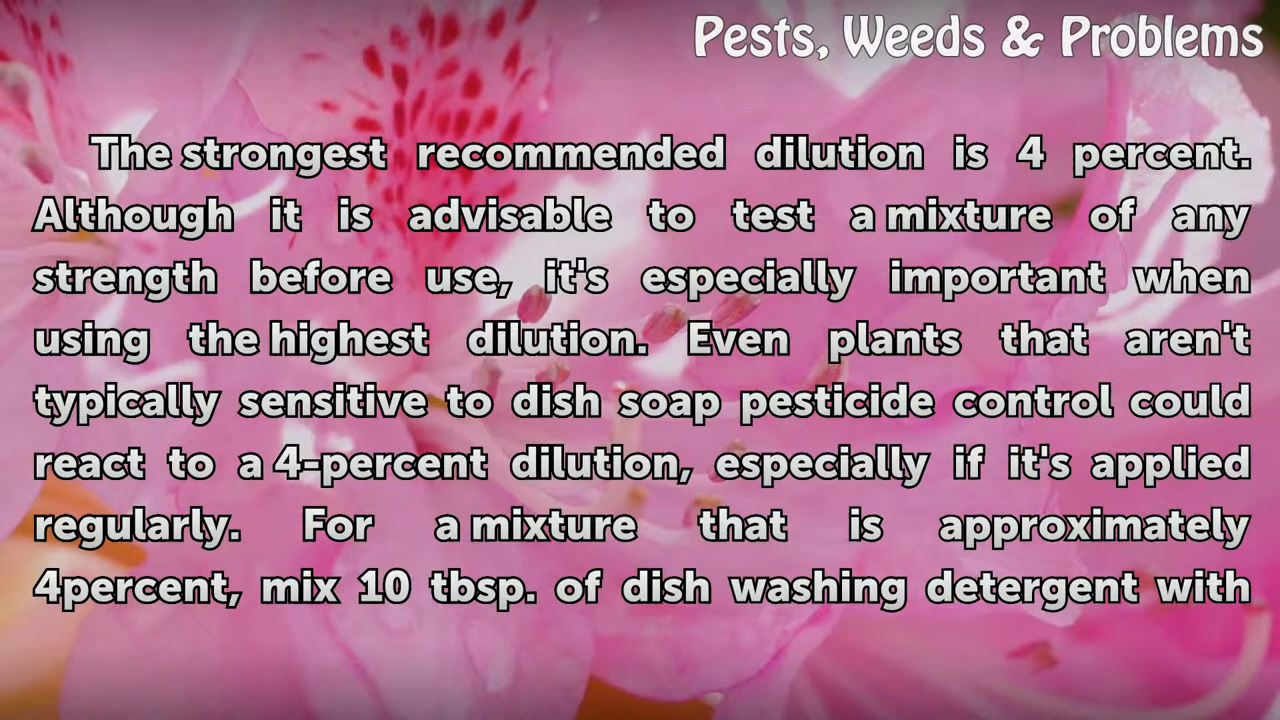 Pests, Weeds & Problems
The strongest recommended dilution is 4 percent.
Although it is advisable to test a mixture of any
strength before use, it's especially important when
using the highest dilution. Even plants that aren't
typically sensitive to dish soap pesticide control could
react to a 4-percent dilution, especially if it's applied
regularly. For a mixture that is approximately
4percent, mix 10 tbsp. of dish washing detergent with